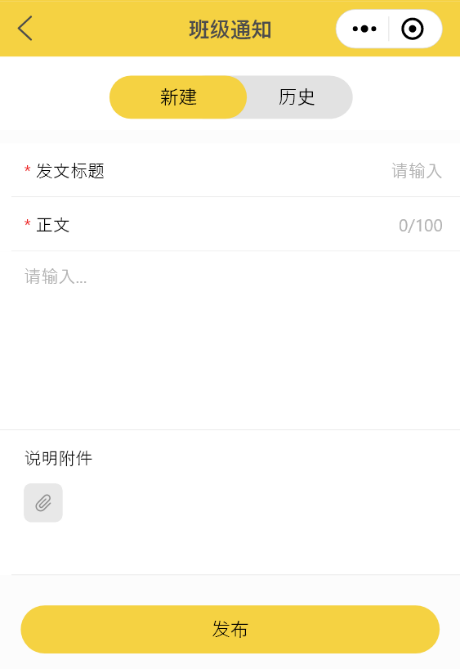 班级通知
新建 历史
* 发文标题 请输入
* 正文 0/100
请输入...
说明附件
发布